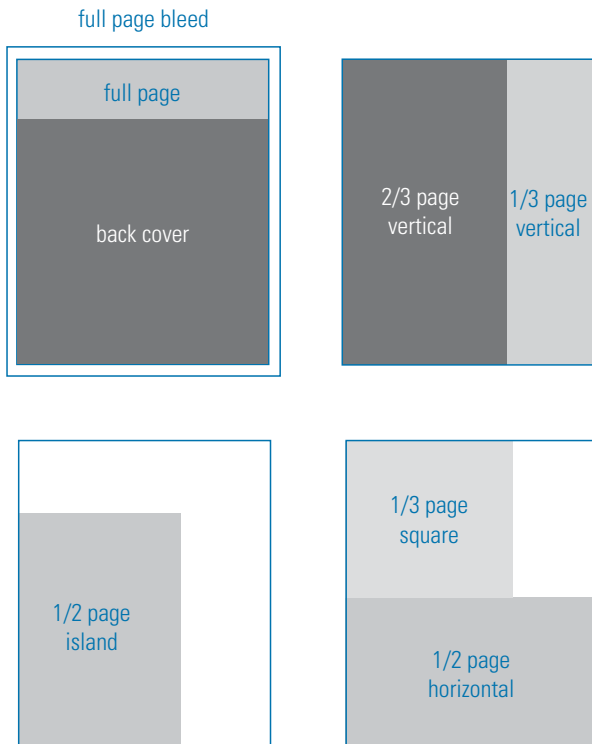 full page bleed
full page
back cover
2/3 page
vertical
1/3 page
vertical
1/2 page
island
1/3 page
square
1/2 page
horizontal